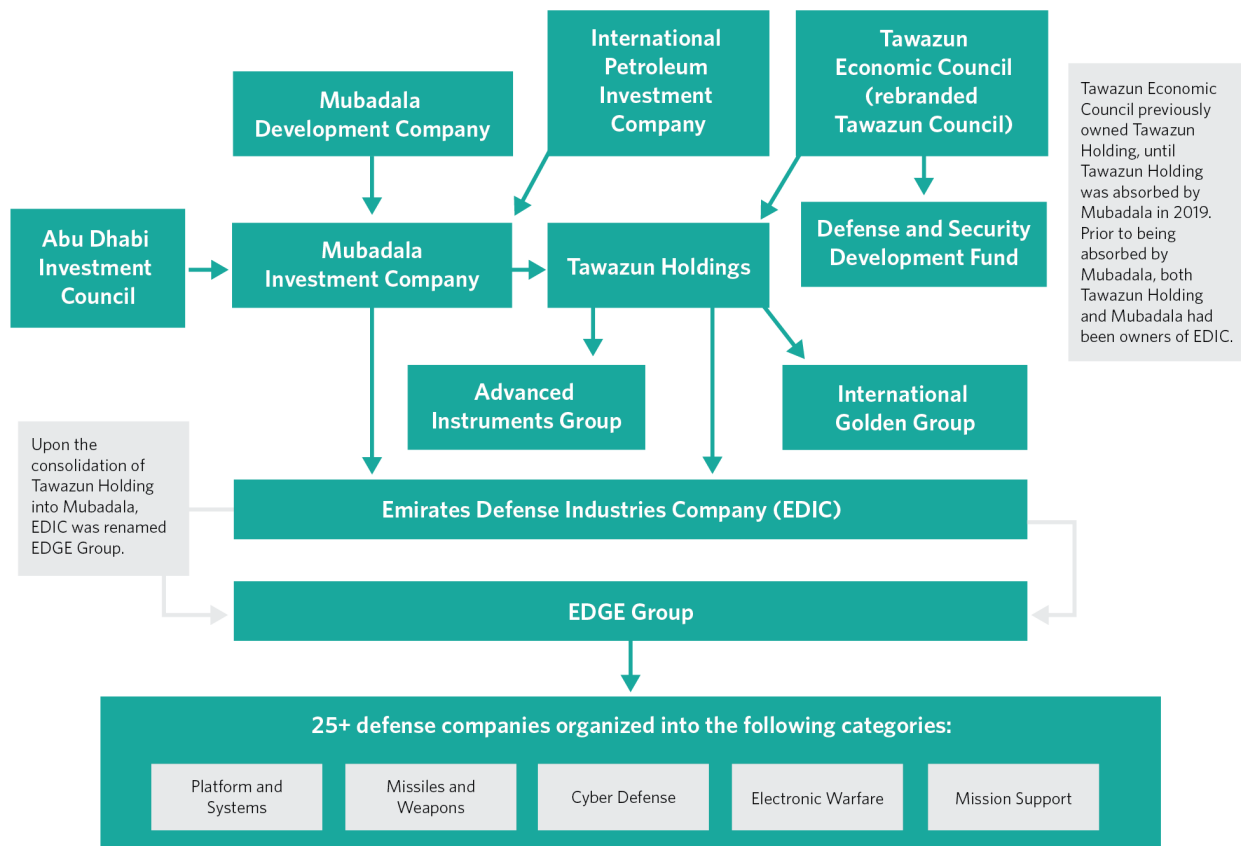 International
Petroleum
Investment
Company
Tawazun
Economic Council
(rebranded
Tawazun Council)
Mubadala
Development Company
Tawazun Economic
Council previously
owned Tawazun
Holding, until
Tawazun Holding
was absorbed by
Mubadala in 2019.
Prior to being
absorbed by
Mubadala, both
Tawazun Holding
and Mubadala had
been owners of EDIC.
Abu Dhabi
Investment
Council
Mubadala
Investment Company
Tawazun Holdings
Defense and Security
Development Fund
Advanced
Instruments Group
International
Golden Group
Upon the
consolidation of
Tawazun Holding
into Mubadala,
EDIC was renamed
EDGE Group.
Emirates Defense Industries Company (EDIC)
EDGE Group
25+ defense companies organized into the following categories:
Platform and
Systems
Missiles and
Weapons
Cyber Defense
Electronic Warfare
Mission Support